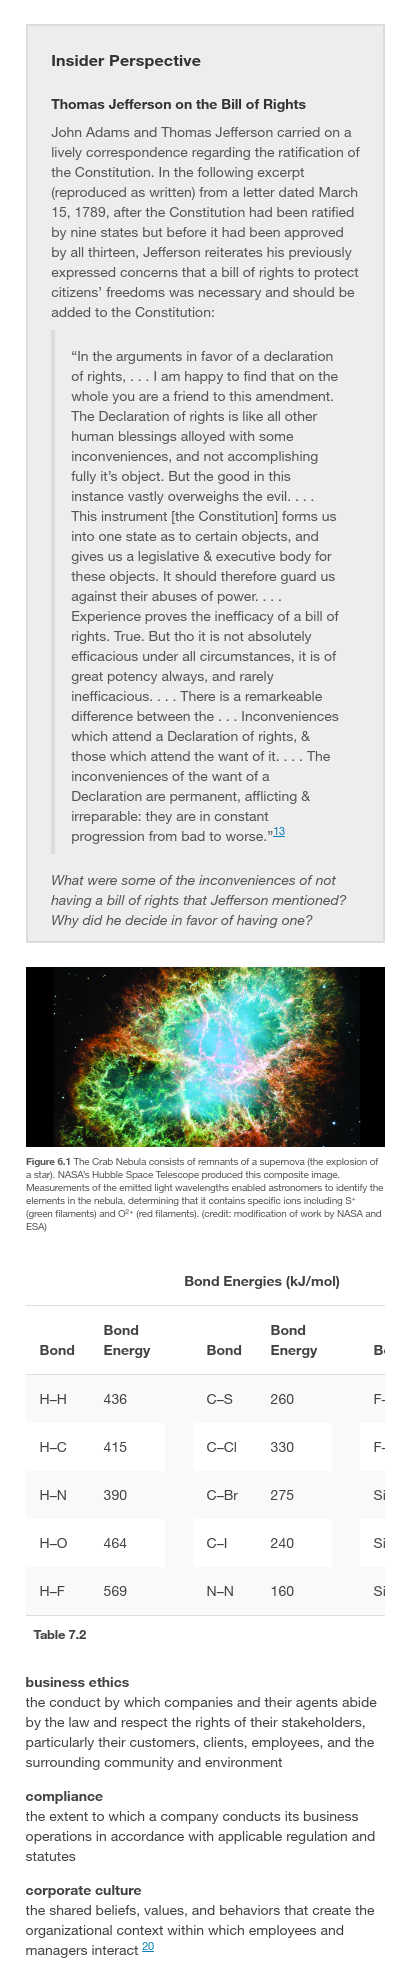 Insider Perspective
Thomas Jefferson on the Bill of Rights
John Adams and Thomas Jefferson carried on a
lively correspondence regarding the ratification of
the Constitution. In the following excerpt
(reproduced as written) from a letter dated March
15, 1789, after the Constitution had been ratified
by nine states but before it had been approved
by all thirteen, Jefferson reiterates his previously
expressed concerns that a bill of rights to protect
citizens’ freedoms was necessary and should be
added to the Constitution:
“In the arguments in favor of a declaration
of rights, . . . I am happy to find that on the
whole you are a friend to this amendment.
The Declaration of rights is like all other
human blessings alloyed with some
inconveniences, and not accomplishing
fully it’s object. But the good in this
instance vastly overweighs the evil. . . .
This instrument [the Constitution] forms us
into one state as to certain objects, and
gives us a legislative & executive body for
these objects. It should therefore guard us
against their abuses of power. . . .
Experience proves the inefficacy of a bill of
rights. True. But tho it is not absolutely
efficacious under all circumstances, it is of
great potency always, and rarely
inefficacious. . . . There is a remarkable
difference between the . . . Inconveniences
which attend a Declaration of rights, &
those which attend the want of it. . . . The
inconveniences of the want of a
Declaration are permanent, afflicting &
irreparable: they are in constant
progression from bad to worse.”13
What were some of the inconveniences of not
having a bill of rights that Jefferson mentioned?
Why did he decide in favor of having one?
Figure 6.1 The Crab Nebula consists of remnants of a supernova (the explosion of
a star). NASA’s Hubble Space Telescope produced this composite image.
Measurements of the emitted light wavelengths enabled astronomers to identify the
elements in the nebula, determining that it contains specific ions including S⁺
(green filaments) and O²⁺ (red filaments). (credit: modification of work by NASA and
ESA)
Bond Energies (kJ/mol)
Bond Bond Energy Bond Bond Energy
H–H 436 C–S 260 F–
H–C 415 C–Cl 330 F–
H–N 390 C–Br 275 Si
H–O 464 C–I 240 Si
H–F 569 N–N 160 Si
Table 7.2
business ethics
the conduct by which companies and their agents abide
by the law and respect the rights of their stakeholders,
particularly their customers, clients, employees, and the
surrounding community and environment
compliance
the extent to which a company conducts its business
operations in accordance with applicable regulation and
statutes
corporate culture
the shared beliefs, values, and behaviors that create the
organizational context within which employees and
managers interact 20